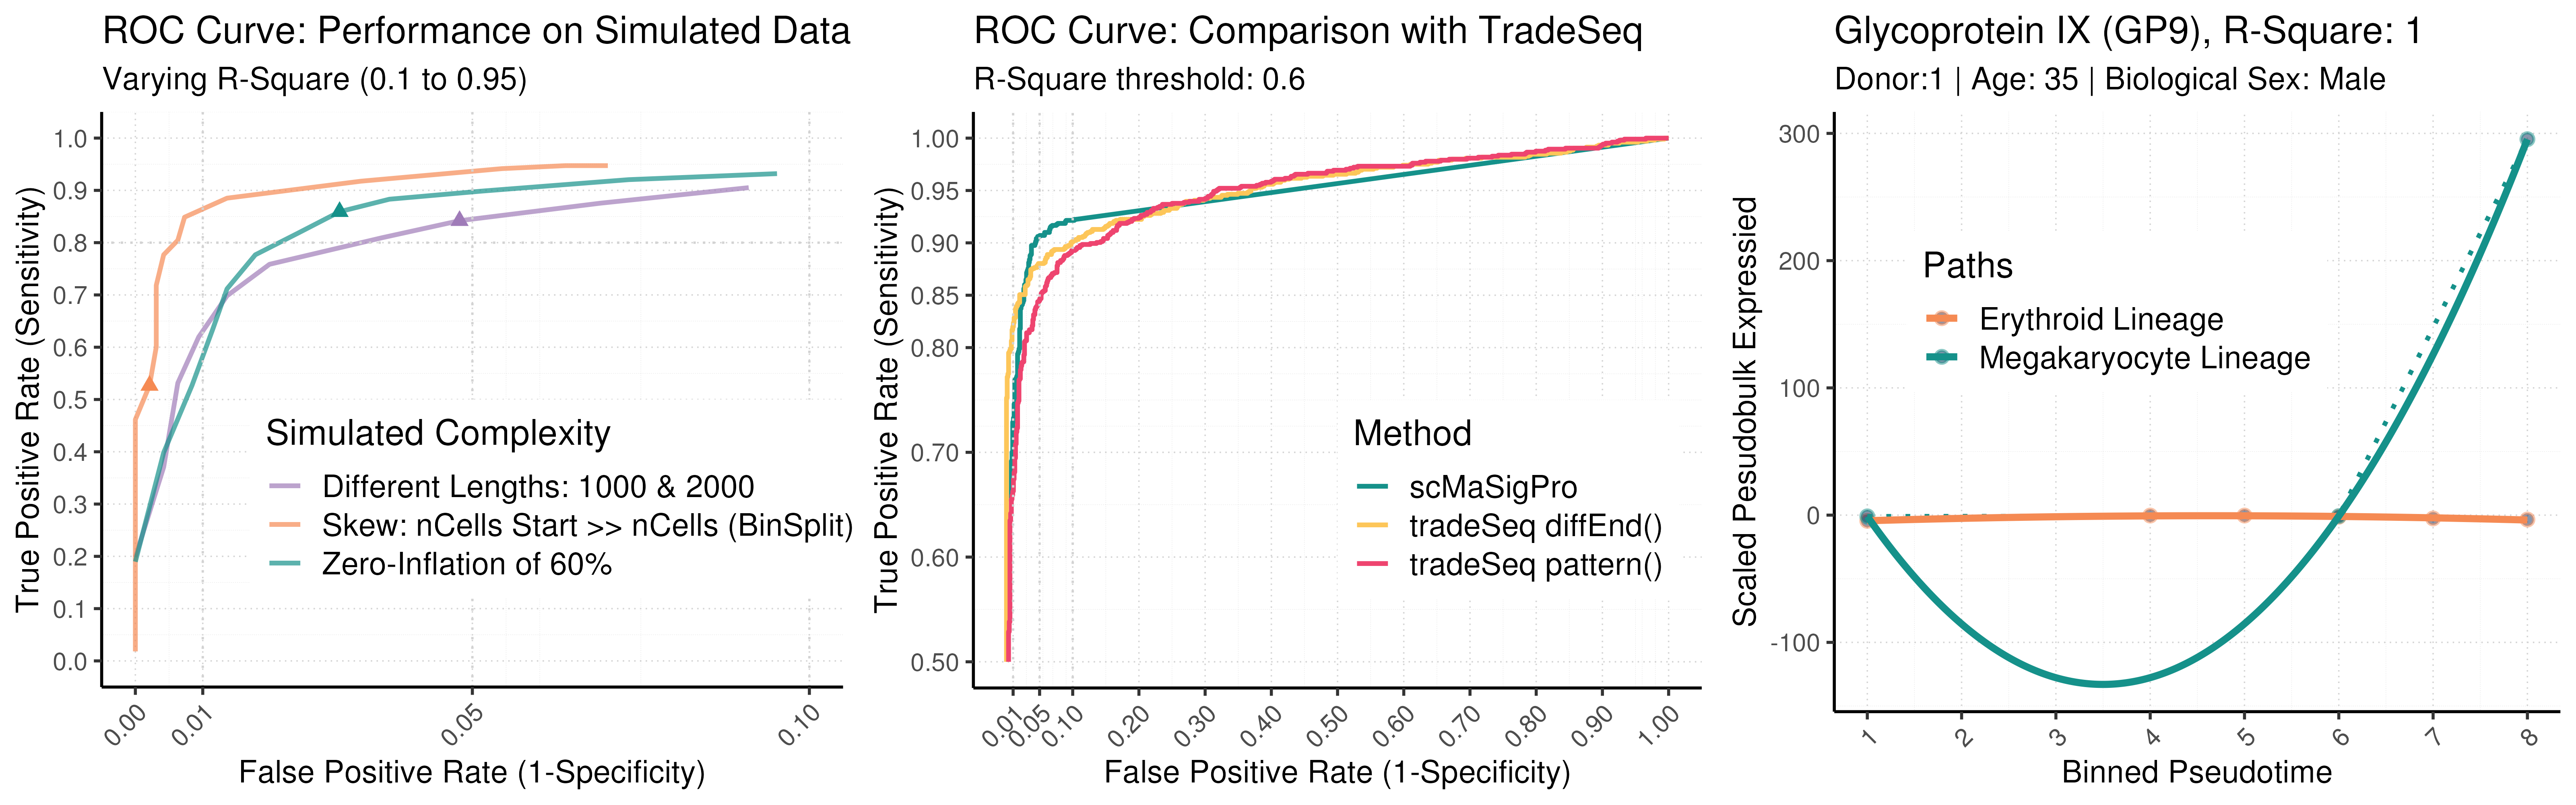 ROC Curve: Performance on Simulated Data
Varying R-Square (0.1 to 0.95)
True Positive Rate (Sensitivity)
1.0
0.9
0.8
0.7
0.6
0.5
0.4
0.3
0.2
0.1
0.0
Simulated Complexity
Different Lengths: 1000 & 2000
Skew: nCells Start >> nCells (BinSplit)
Zero-Inflation of 60%
0.00
0.01
0.05
0.10
False Positive Rate (1-Specificity)
ROC Curve: Comparison with TradeSeq
R-Square threshold: 0.6
True Positive Rate (Sensitivity)
1.00
0.95
0.90
0.85
0.80
0.70
0.60
0.50
Method
scMaSigPro
tradeSeq diffEnd()
tradeSeq pattern()
0.01
0.05
0.10
0.20
0.30
0.40
0.50
0.60
0.70
0.80
0.90
1.00
False Positive Rate (1-Specificity)
Glycoprotein IX (GP9), R-Square: 1
Donor:1 | Age: 35 | Biological Sex: Male
Scaled Pesudobulk Expressied
300
200
100
0
-100
Paths
Erythroid Lineage
Megakaryocyte Lineage
1
2
3
4
5
6
7
8
Binned Pseudotime